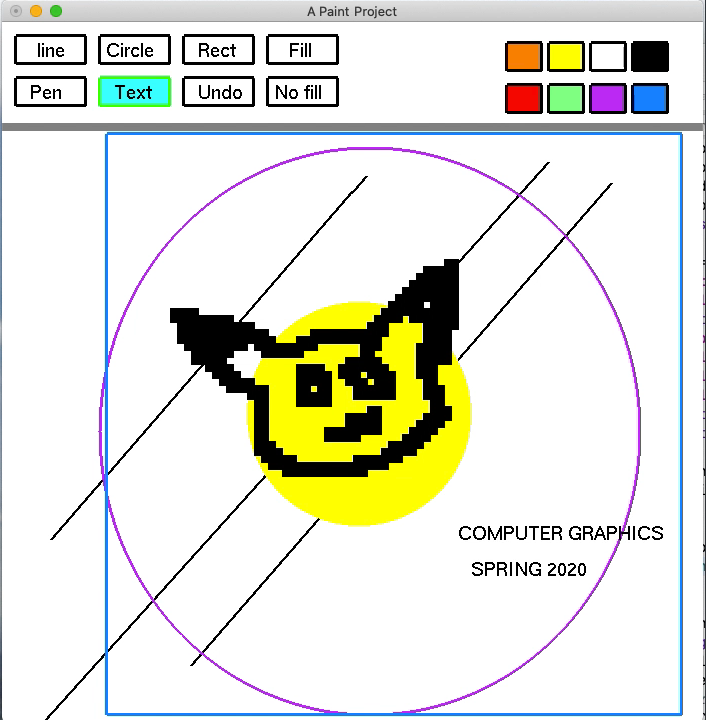 A Paint Project
line Circle Rect Fill
Pen Text Undo No fill
COMPUTER GRAPHICS
SPRING 2020